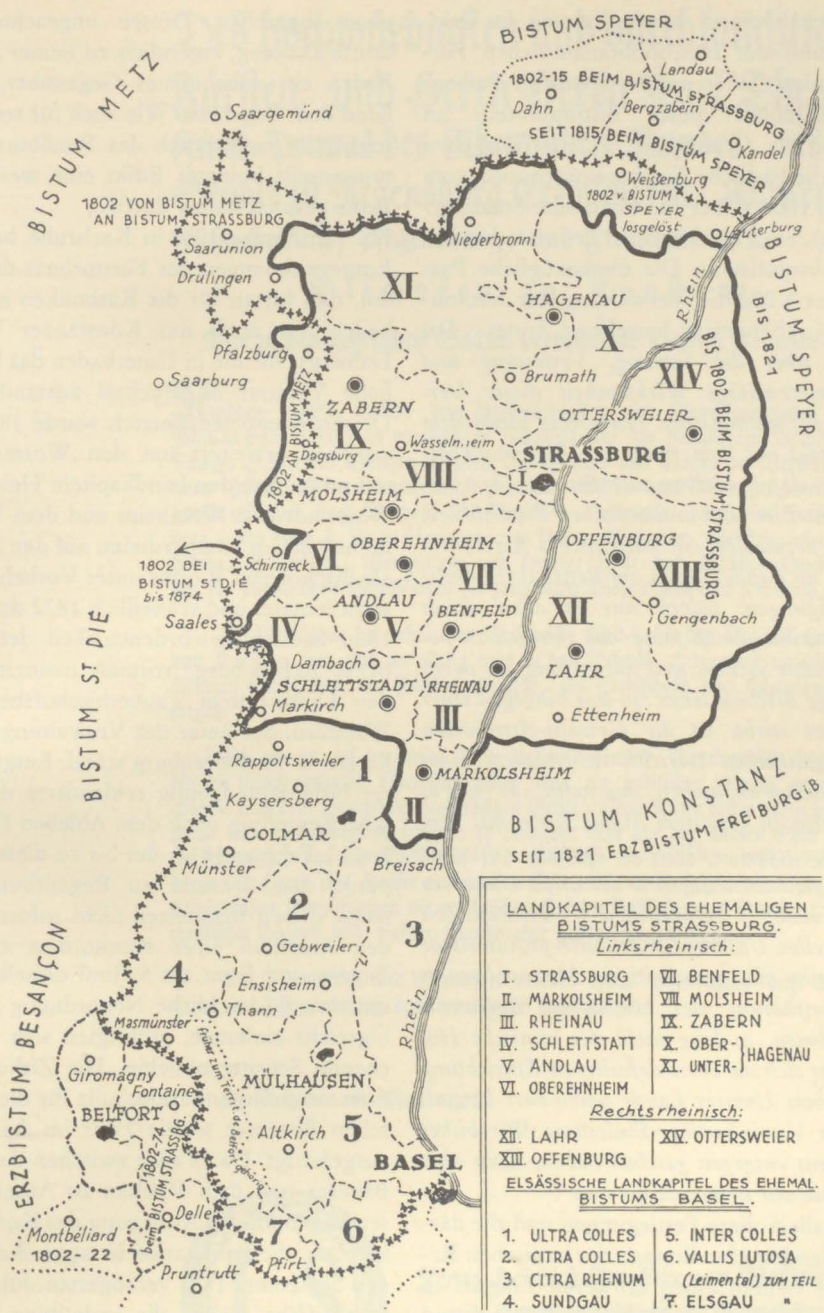 BISTUM SPEYER
Landau
1802-15 BEIM BISTUM STRASSBURG
Dahn
Bergzabern
SEIT 1815 BEIM BISTUM SPEYER
Kandel
BISTUM METZ
Saargemünd
Weissenburg
1802 v. BISTUM
SPEYER
losgelöst
Lauterburg
1802 VON BISTUM METZ
AN BISTUM STRASSBURG
Saarunion
Niederbronn
Drülingen
Rhein
BISTUM SPEYER
BIS 1821
XI
HAGENAU
X
Pfalzburg
Saarburg
Brumath
XIV
BIS 1802 BEIM BISTUM STRASSBURG
ZABERN
OTTERSWEIER
IX
Wasselnheim
STRASSBURG
1802 AN BISTUM METZ
Dagsburg
VIII
I
MOLSHEIM
OBEREHNHEIM
OFFENBURG
1802 BEI
BISTUM ST DIÉ
bis 1874
Schirmeck
VI
VII
XIII
ANDLAU
Gengenbach
Saales
IV
V
BENFELD
XII
Dambach
LAHR
SCHLETTSTADT
RHEINAU
BISTUM ST DIÉ
Markirch
III
Ettenheim
Rappoltsweiler
1
MARKOLSHEIM
Kaysersberg
II
COLMAR
BISTUM KONSTANZ
SEIT 1821 ERZBISTUM FREIBURG i.B.
Münster
Breisach
2
3
Gebweiler
4
Ensisheim
ERZBISTUM BESANÇON
Thann
Rhein
Masmünster
früher zum Territ. de Belfort gehörig
Giromagny
MÜLHAUSEN
Fontaine
BELFORT
5
Altkirch
1802-74
beim BISTUM STRASSBG.
BASEL
Delle
7
6
Montbéliard
1802-22
Pfirt
Pruntrutt
LANDKAPITEL DES EHEMALIGEN
BISTUMS STRASSBURG.
Linksrheinisch:
I. STRASSBURG
II. MARKOLSHEIM
III. RHEINAU
IV. SCHLETTSTATT
V. ANDLAU
VI. OBEREHNHEIM
VII. BENFELD
VIII. MOLSHEIM
IX. ZABERN
X. OBER-
XI. UNTER-
} HAGENAU
Rechtsrheinisch:
XII. LAHR
XIII. OFFENBURG
XIV. OTTERSWEIER
ELSÄSSISCHE LANDKAPITEL DES EHEMAL.
BISTUMS BASEL.
1. ULTRA COLLES
2. CITRA COLLES
3. CITRA RHENUM
4. SUNDGAU
5. INTER COLLES
6. VALLIS LUTOSA
(Leimental) ZUM TEIL
7. ELSGAU "